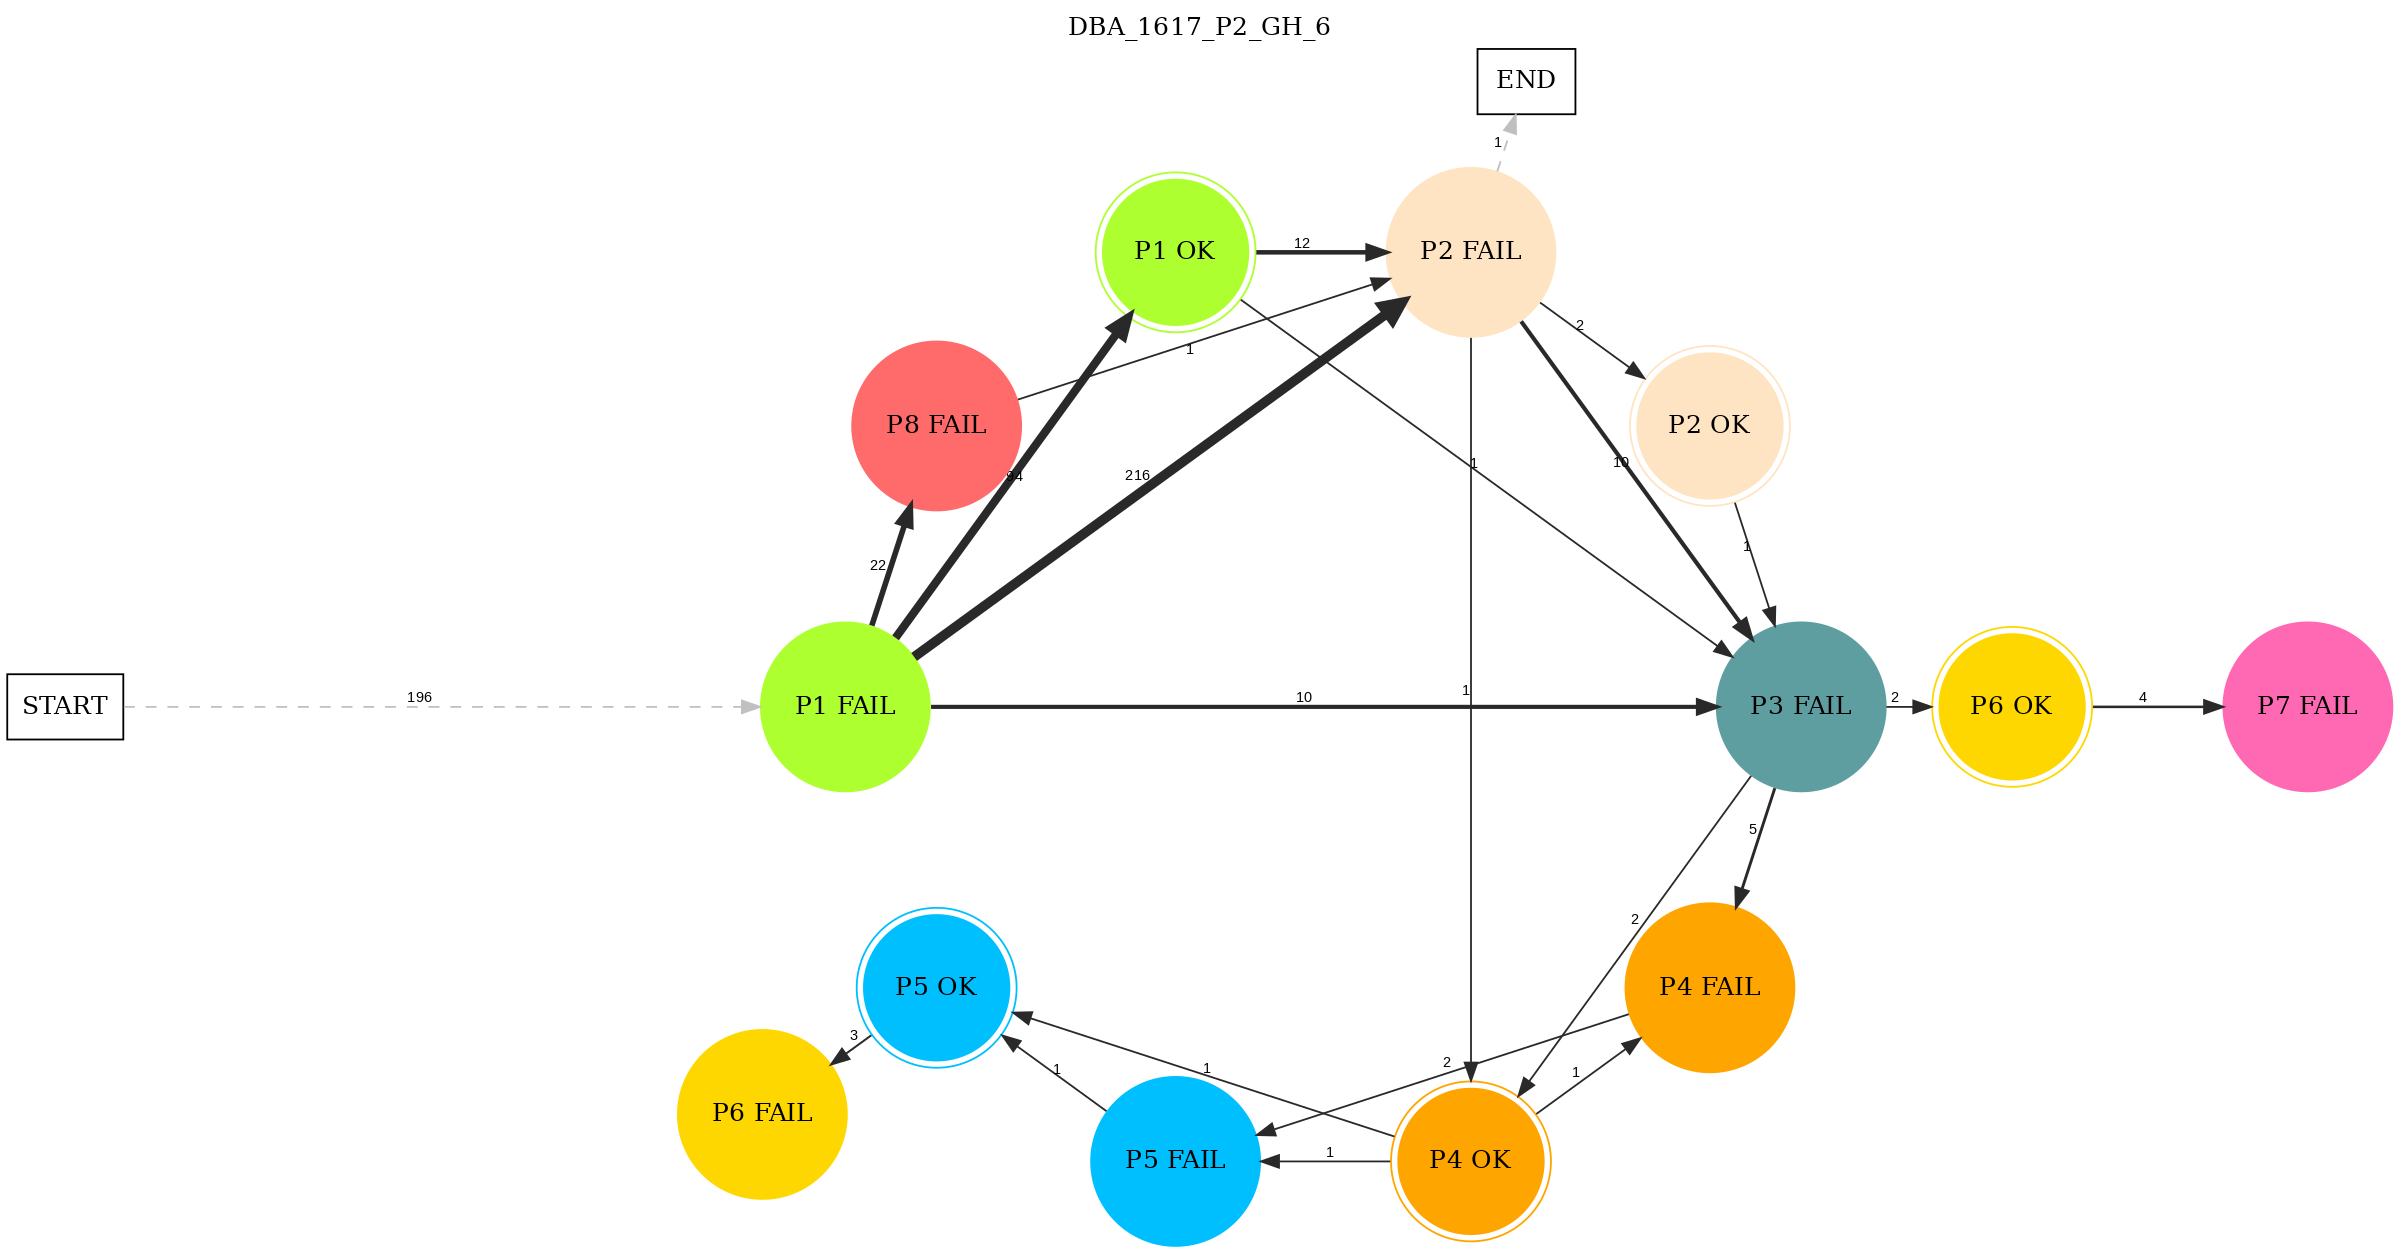 DBA_1617_P2_GH_6
END
1
P1 OK
12
P2 FAIL
2
1
P8 FAIL
P2 OK
94
216
1
10
22
1
START
196
P1 FAIL
10
1
P3 FAIL
2
P6 OK
4
P7 FAIL
5
2
P5 OK
P4 FAIL
3
1
1
2
1
P6 FAIL
P5 FAIL
1
P4 OK